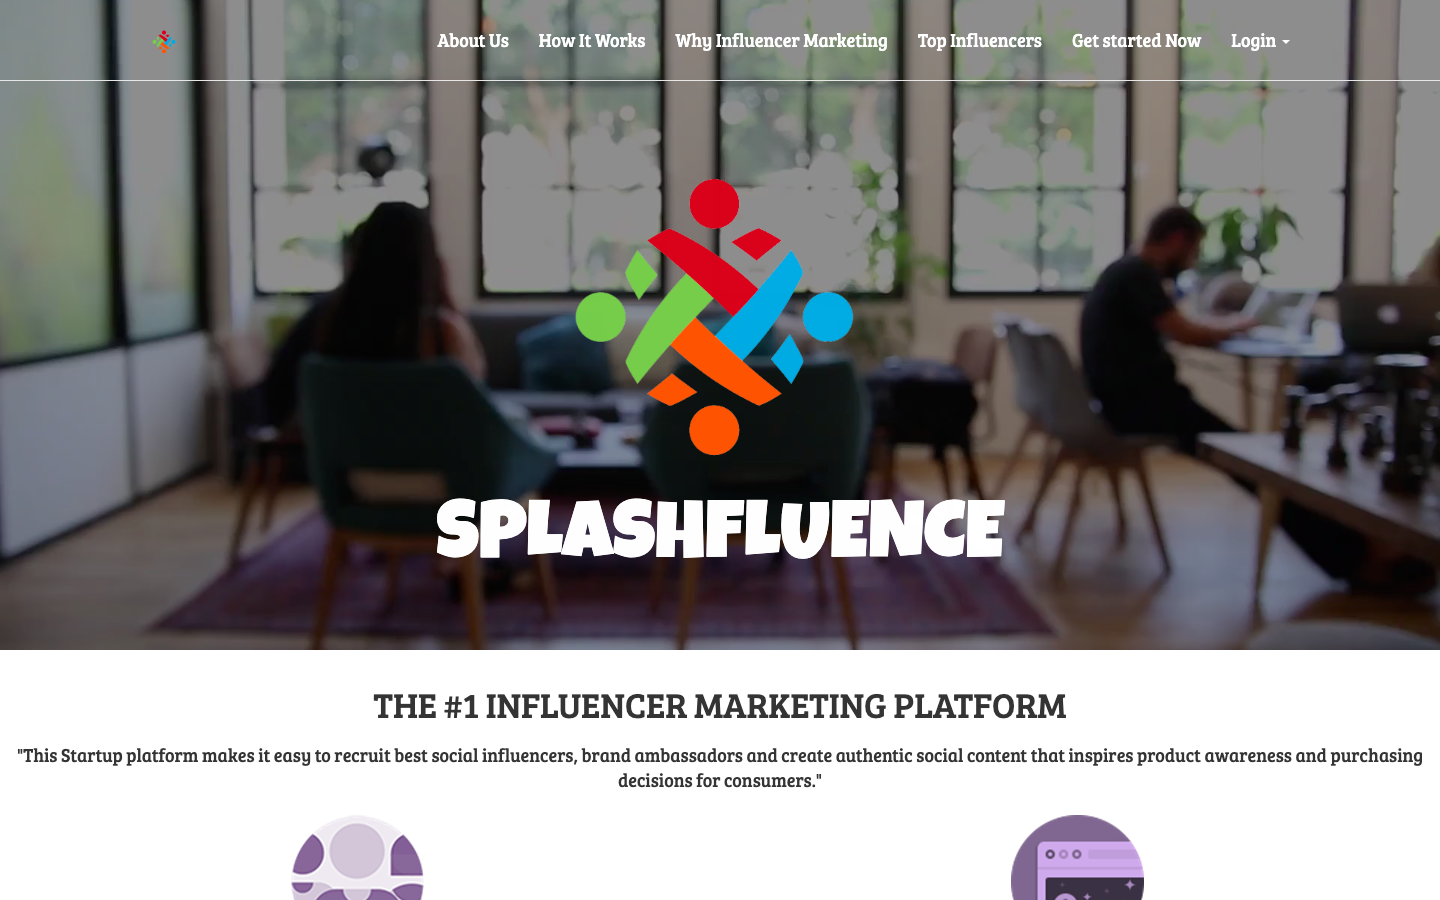 About Us How It Works Why Influencer Marketing Top Influencers Get started Now Login
SPLASHFLUENCE
THE #1 INFLUENCER MARKETING PLATFORM
"This Startup platform makes it easy to recruit best social influencers, brand ambassadors and create authentic social content that inspires product awareness and purchasing
decisions for consumers."